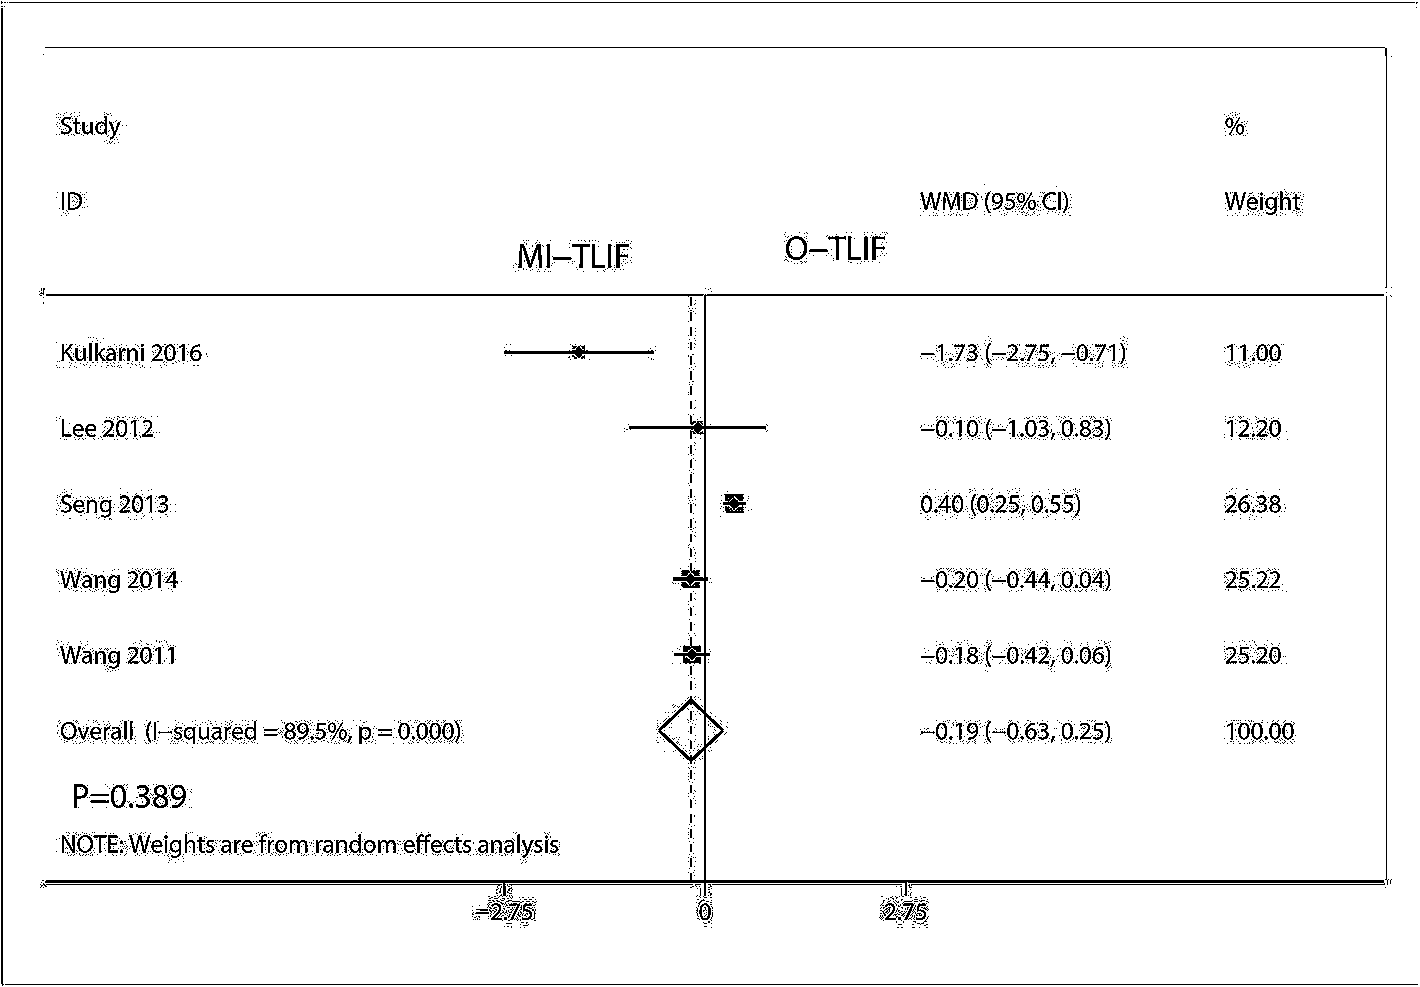 Study %
ID WMD (95% CI) Weight
MI−TLIF O−TLIF
Kulkarni 2016 −1.73 (−2.75, −0.71) 11.00
Lee 2012 −0.10 (−1.03, 0.83) 12.20
Seng 2013 0.40 (0.25, 0.55) 26.38
Wang 2014 −0.20 (−0.44, 0.04) 25.22
Wang 2011 −0.18 (−0.42, 0.06) 25.20
Overall (I−squared = 89.5%, p = 0.000) −0.19 (−0.63, 0.25) 100.00
P=0.389
NOTE: Weights are from random effects analysis
−2.75 0 2.75